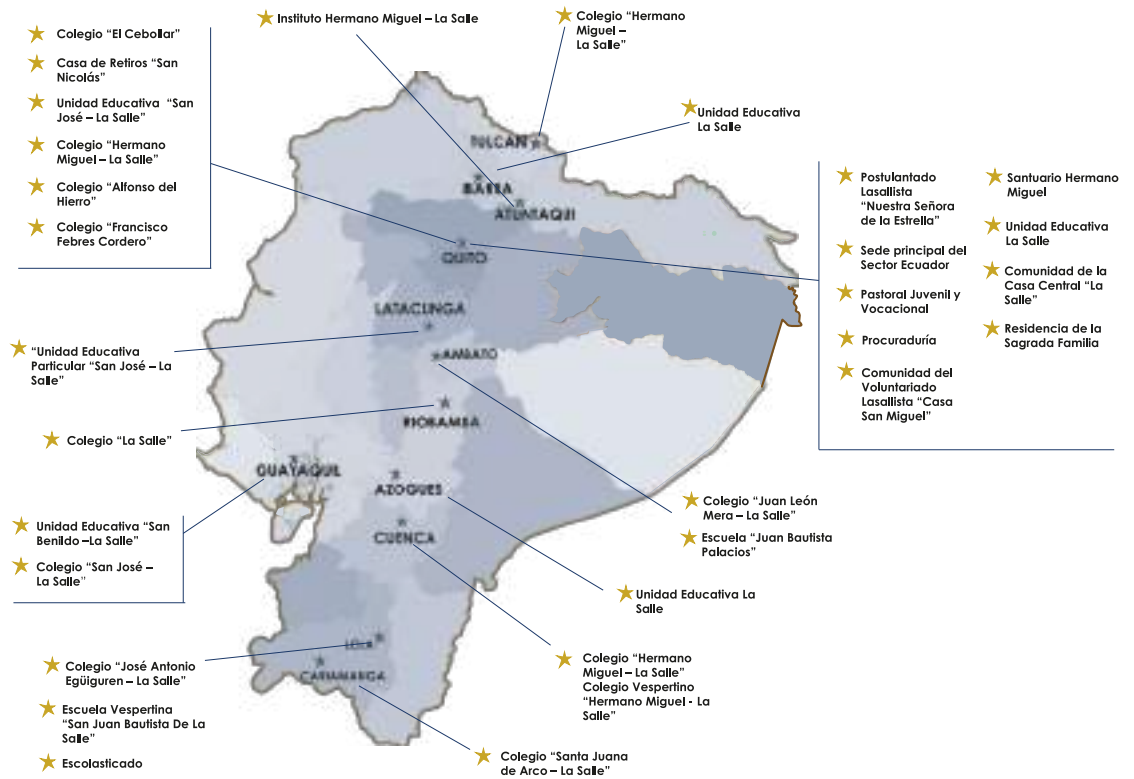 Colegio “El Cebollar”
Casa de Retiros “San
Nicolás”
Unidad Educativa “San
José – La Salle”
Colegio “Hermano
Miguel – La Salle”
Colegio “Alfonso del
Hierro”
Colegio “Francisco
Febres Cordero”
Instituto Hermano Miguel – La Salle
Colegio “Hermano
Miguel –
La Salle”
Unidad Educativa
La Salle
TULCAN
IBARRA
ATUNTAQUI
QUITO
LATACUNGA
AMBATO
RIOBAMBA
GUAYAQUIL
AZOGUES
CUENCA
LOJA
CARIAMANGA
Postulantado
Lasallista
“Nuestra Señora
de la Estrella”
Sede principal del
Sector Ecuador
Pastoral Juvenil y
Vocacional
Procuraduría
Comunidad del
Voluntariado
Lasallista “Casa
San Miguel”
Santuario Hermano
Miguel
Unidad Educativa
La Salle
Comunidad de la
Casa Central “La
Salle”
Residencia de la
Sagrada Familia
“Unidad Educativa
Particular “San José – La
Salle”
Colegio “La Salle”
Unidad Educativa “San
Benildo –La Salle”
Colegio “San José –
La Salle”
Colegio “Juan León
Mera – La Salle”
Escuela “Juan Bautista
Palacios”
Unidad Educativa La
Salle
Colegio “Hermano
Miguel – La Salle”
Colegio Vespertino
“Hermano Miguel - La
Salle”
Colegio “José Antonio
Egüiguren – La Salle”
Escuela Vespertina
“San Juan Bautista De La
Salle”
Escolasticado
Colegio “Santa Juana
de Arco – La Salle”